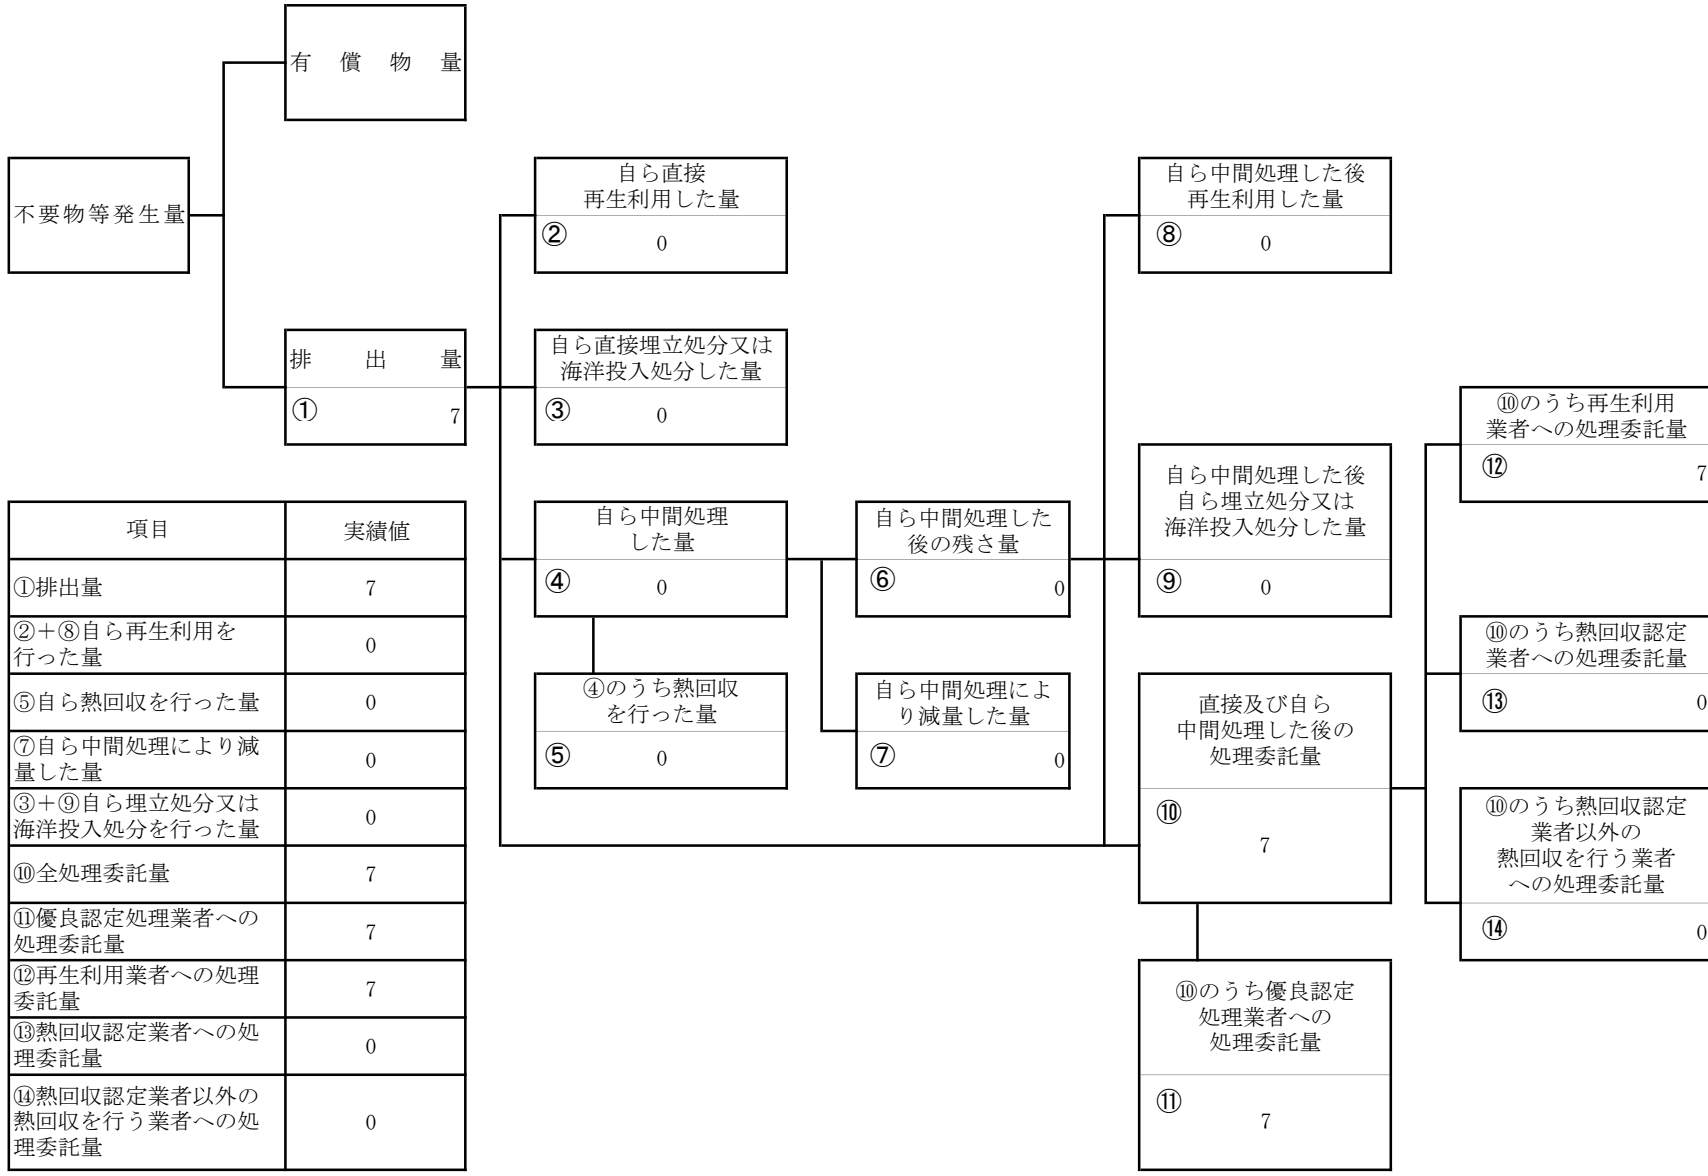 有償物量
不要物等発生量
排出量
① 7
自ら直接
再生利用した量
② 0
自ら直接埋立処分又は
海洋投入処分した量
③ 0
自ら中間処理
した量
④ 0
④のうち熱回収
を行った量
⑤ 0
自ら中間処理した
後の残さ量
⑥ 0
自ら中間処理によ
り減量した量
⑦ 0
自ら中間処理した後
再生利用した量
⑧ 0
自ら中間処理した後
自ら埋立処分又は
海洋投入処分した量
⑨ 0
直接及び自ら
中間処理した後の
処理委託量
⑩
7
⑩のうち優良認定
処理業者への
処理委託量
⑪
7
⑩のうち再生利用
業者への処理委託量
⑫ 7
⑩のうち熱回収認定
業者への処理委託量
⑬ 0
⑩のうち熱回収認定
業者以外の
熱回収を行う業者
への処理委託量
⑭ 0
項目 実績値
①排出量 7
②+⑧自ら再生利用を
行った量 0
⑤自ら熱回収を行った量 0
⑦自ら中間処理により減
量した量 0
③+⑨自ら埋立処分又は
海洋投入処分を行った量 0
⑩全処理委託量 7
⑪優良認定処理業者への
処理委託量 7
⑫再生利用業者への処理
委託量 7
⑬熱回収認定業者への処
理委託量 0
⑭熱回収認定業者以外の
熱回収を行う業者への処
理委託量 0